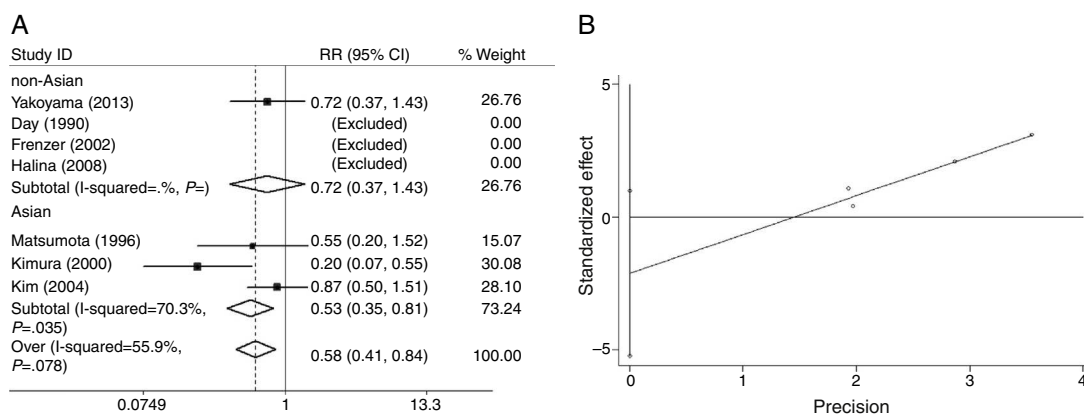 A
Study ID RR (95% CI) % Weight
non-Asian
Yakoyama (2013) 0.72 (0.37, 1.43) 26.76
Day (1990) (Excluded) 0.00
Frenzer (2002) (Excluded) 0.00
Halina (2008) (Excluded) 0.00
Subtotal (I-squared=.%, P=) 0.72 (0.37, 1.43) 26.76
Asian
Matsumota (1996) 0.55 (0.20, 1.52) 15.07
Kimura (2000) 0.20 (0.07, 0.55) 30.08
Kim (2004) 0.87 (0.50, 1.51) 28.10
Subtotal (I-squared=70.3%, 0.53 (0.35, 0.81) 73.24
P=.035)
Over (I-squared=55.9%, 0.58 (0.41, 0.84) 100.00
P=.078)
0.0749 1 13.3
B
Standardized effect
5
0
−5
0 1 2 3 4
Precision